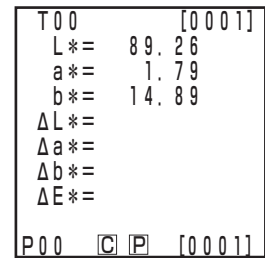 T00 [0001]
L*= 89.26
a*= 1.79
b*= 14.89
ΔL*=
Δa*=
Δb*=
ΔE*=
P00 C P [0001]